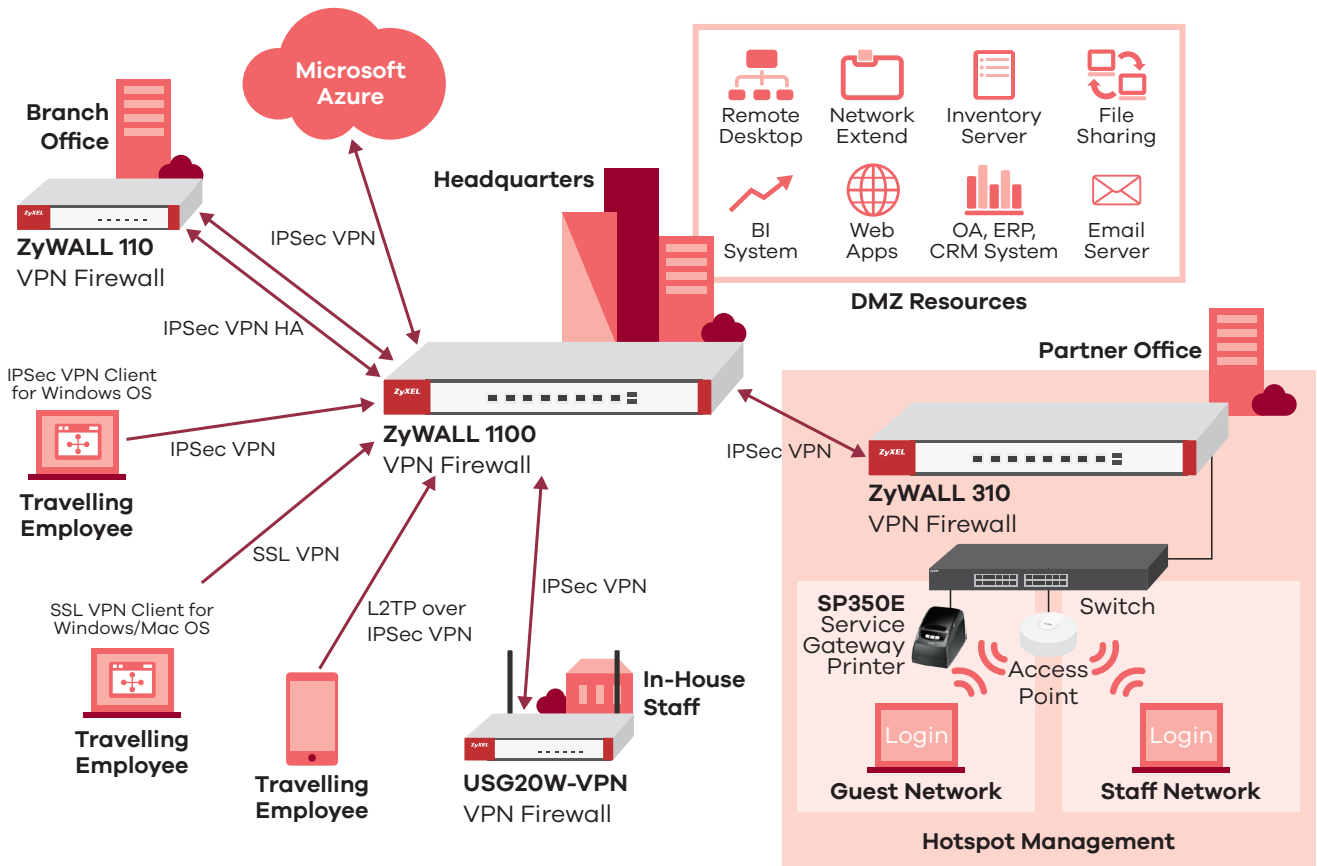 Microsoft
Azure
Branch
Office
ZyXEL
ZyWALL 110
VPN Firewall
IPSec VPN
IPSec VPN HA
Headquarters
Remote
Desktop
Network
Extend
Inventory
Server
File
Sharing
BI
System
Web
Apps
OA, ERP,
CRM System
Email
Server
DMZ Resources
Partner Office
IPSec VPN Client
for Windows OS
IPSec VPN
Travelling
Employee
ZyXEL
ZyWALL 1100
VPN Firewall
IPSec VPN
ZyXEL
ZyWALL 310
VPN Firewall
SSL VPN
SSL VPN Client for
Windows/Mac OS
Travelling
Employee
L2TP over
IPSec VPN
Travelling
Employee
IPSec VPN
In-House
Staff
ZyXEL
USG20W-VPN
VPN Firewall
SP350E
Service
Gateway
Printer
Switch
Access
Point
Login
Guest Network
Login
Staff Network
Hotspot Management